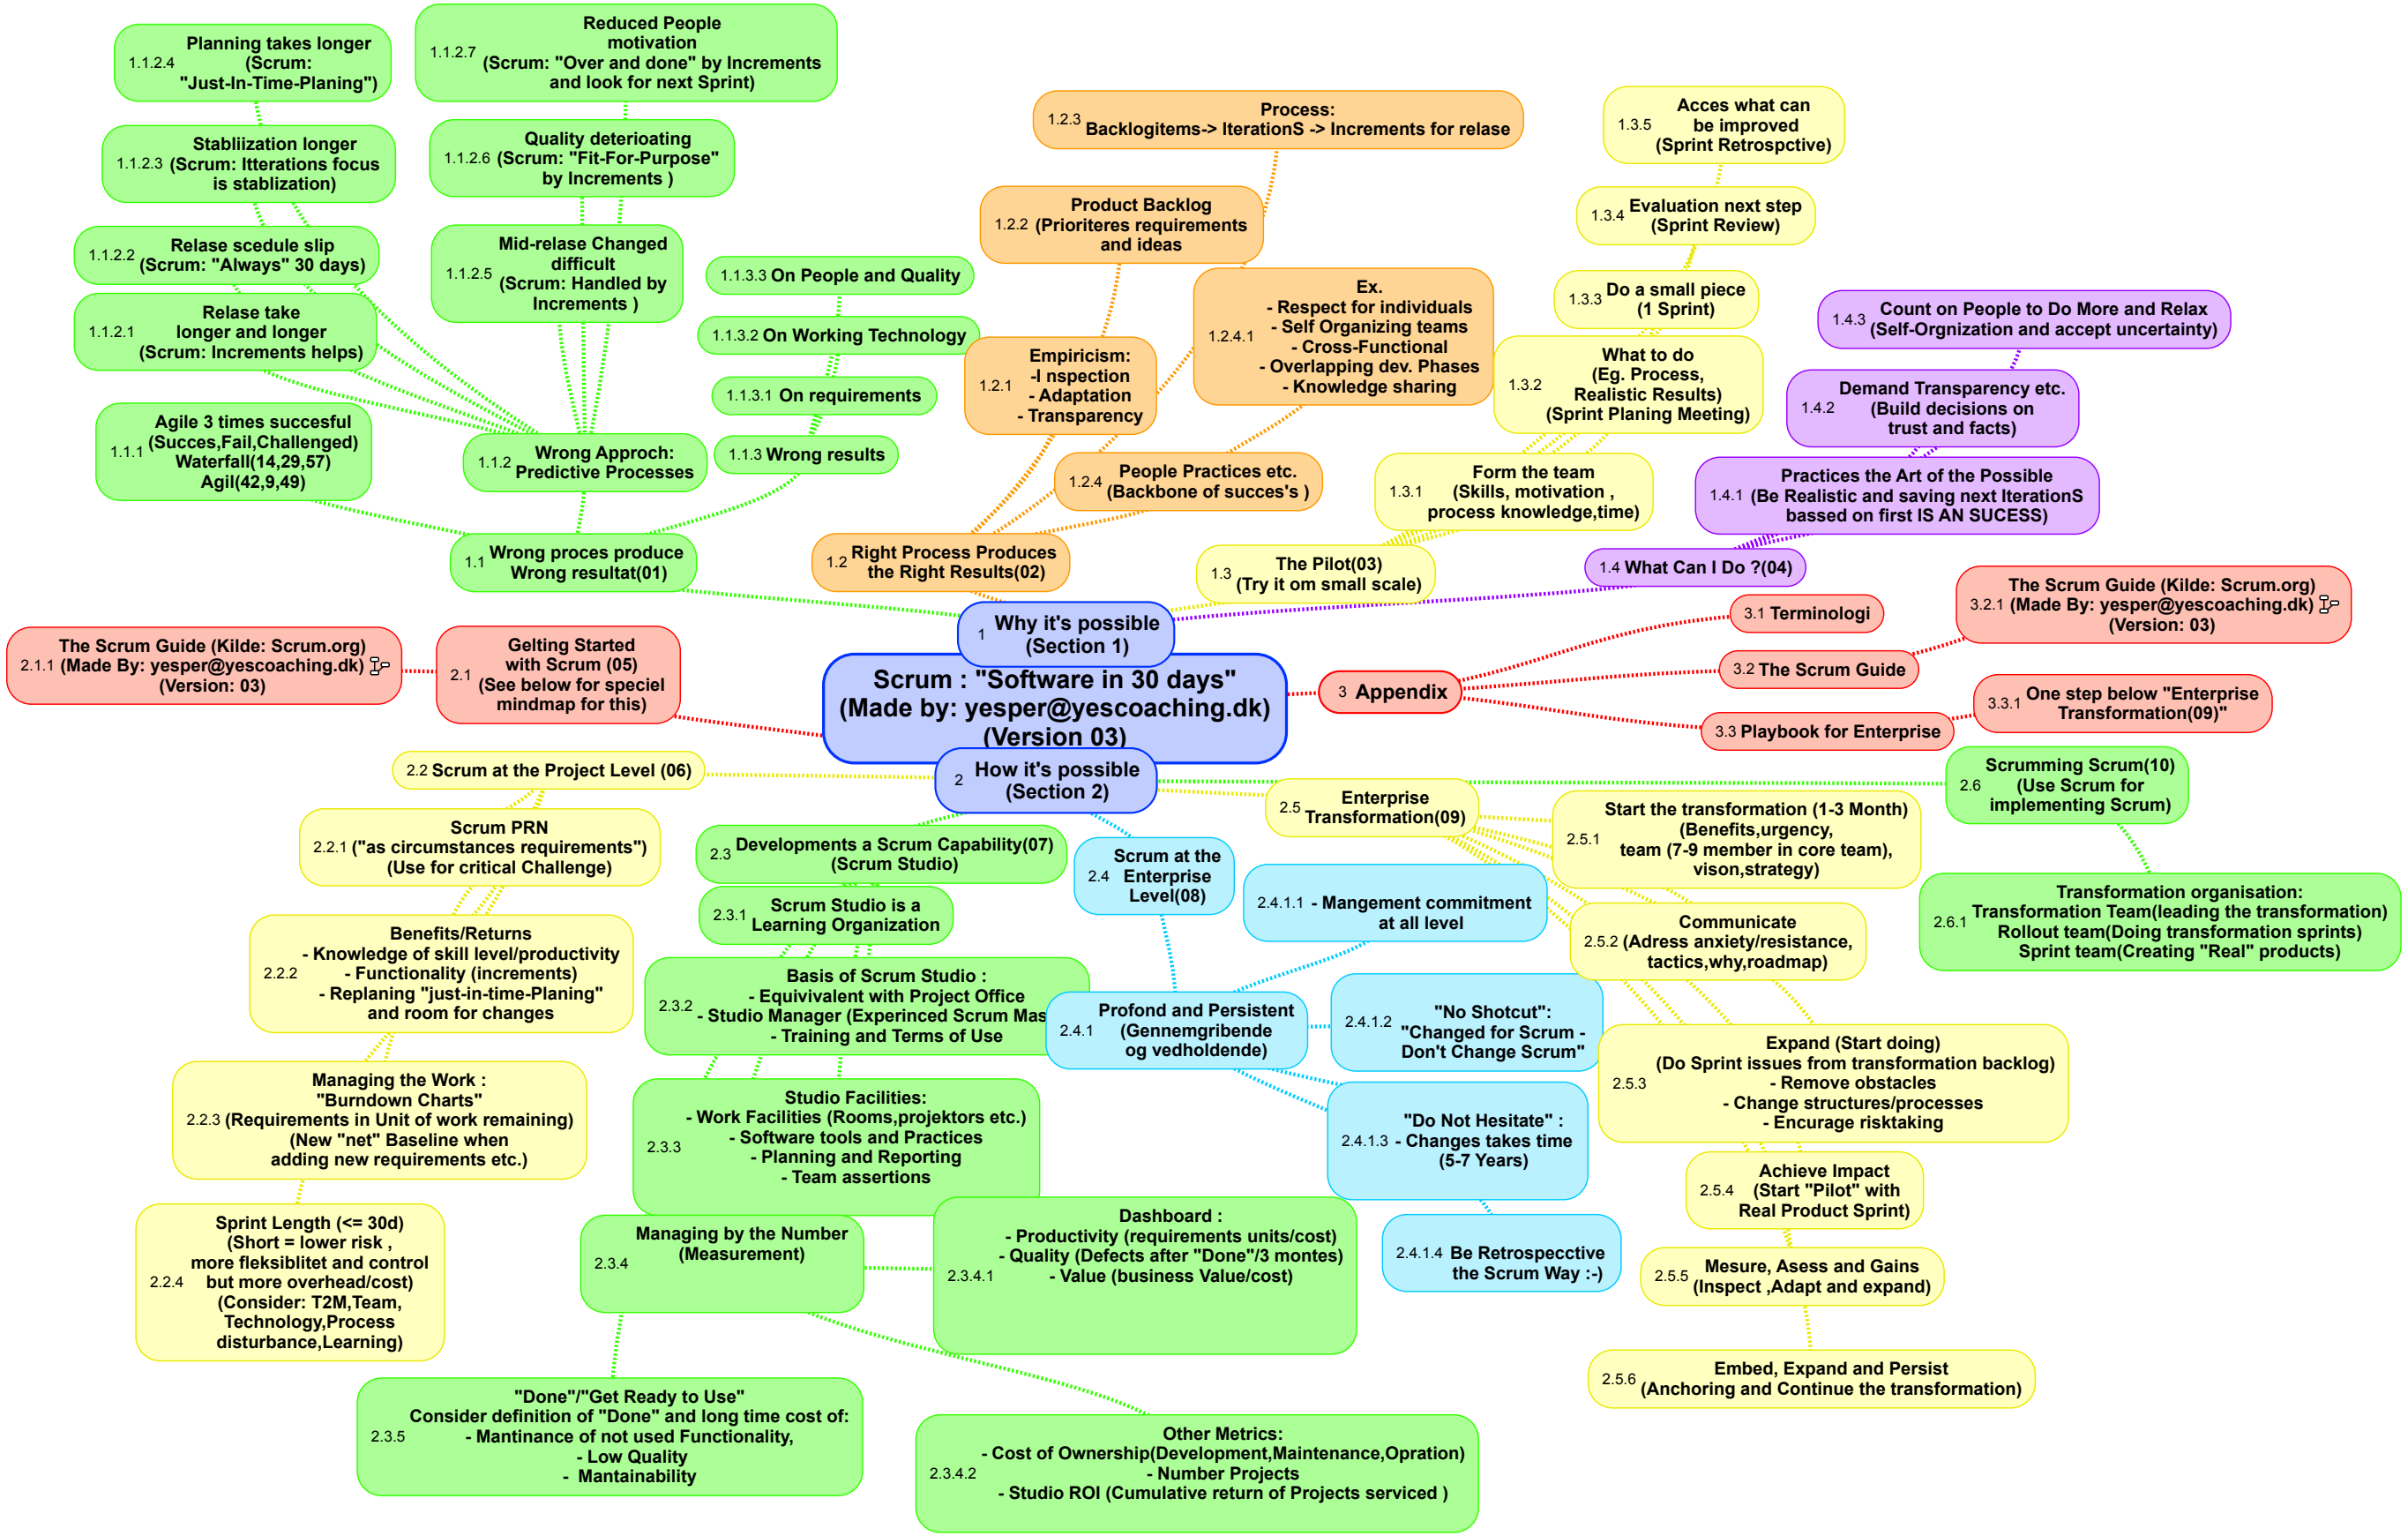 Scrum : "Software in 30 days"
(Made by: yesper@yescoaching.dk)
(Version 03)
1 Why it's possible
(Section 1)
1.1 Wrong proces produce
Wrong resultat(01)
1.1.1 Agile 3 times succesful
(Succes,Fail,Challenged)
Waterfall(14,29,57)
Agil(42,9,49)
1.1.2 Wrong Approch:
Predictive Processes
1.1.2.1 Relase take
longer and longer
(Scrum: Increments helps)
1.1.2.2 Relase scedule slip
(Scrum: "Always" 30 days)
1.1.2.3 Stabliization longer
(Scrum: Itterations focus
is stablization)
1.1.2.4 Planning takes longer
(Scrum:
"Just-In-Time-Planing")
1.1.2.5 Mid-relase Changed
difficult
(Scrum: Handled by
Increments )
1.1.2.6 Quality deterioating
(Scrum: "Fit-For-Purpose"
by Increments )
1.1.2.7 Reduced People
motivation
(Scrum: "Over and done" by Increments
and look for next Sprint)
1.1.3 Wrong results
1.1.3.1 On requirements
1.1.3.2 On Working Technology
1.1.3.3 On People and Quality
1.2 Right Process Produces
the Right Results(02)
1.2.1 Empiricism:
-I nspection
- Adaptation
- Transparency
1.2.2 Product Backlog
(Prioriteres requirements
and ideas
1.2.3 Process:
Backlogitems-> IterationS -> Increments for relase
1.2.4 People Practices etc.
(Backbone of succes's )
1.2.4.1 Ex.
- Respect for individuals
- Self Organizing teams
- Cross-Functional
- Overlapping dev. Phases
- Knowledge sharing
1.3 The Pilot(03)
(Try it om small scale)
1.3.1 Form the team
(Skills, motivation ,
process knowledge,time)
1.3.2 What to do
(Eg. Process,
Realistic Results)
(Sprint Planing Meeting)
1.3.3 Do a small piece
(1 Sprint)
1.3.4 Evaluation next step
(Sprint Review)
1.3.5 Acces what can
be improved
(Sprint Retrospctive)
1.4 What Can I Do ?(04)
1.4.1 Practices the Art of the Possible
(Be Realistic and saving next IterationS
bassed on first IS AN SUCESS)
1.4.2 Demand Transparency etc.
(Build decisions on
trust and facts)
1.4.3 Count on People to Do More and Relax
(Self-Orgnization and accept uncertainty)
2 How it's possible
(Section 2)
2.1 Gelting Started
with Scrum (05)
(See below for speciel
mindmap for this)
2.1.1 The Scrum Guide (Kilde: Scrum.org)
(Made By: yesper@yescoaching.dk)
(Version: 03)
2.2 Scrum at the Project Level (06)
2.2.1 Scrum PRN
("as circumstances requirements")
(Use for critical Challenge)
2.2.2 Benefits/Returns
- Knowledge of skill level/productivity
- Functionality (increments)
- Replaning "just-in-time-Planing"
and room for changes
2.2.3 Managing the Work :
"Burndown Charts"
(Requirements in Unit of work remaining)
(New "net" Baseline when
adding new requirements etc.)
2.2.4 Sprint Length (<= 30d)
(Short = lower risk ,
more fleksiblitet and control
but more overhead/cost)
(Consider: T2M,Team,
Technology,Process
disturbance,Learning)
2.3 Developments a Scrum Capability(07)
(Scrum Studio)
2.3.1 Scrum Studio is a
Learning Organization
2.3.2 Basis of Scrum Studio :
- Equivivalent with Project Office
- Studio Manager (Experinced Scrum Mas
- Training and Terms of Use
2.3.3 Studio Facilities:
- Work Facilities (Rooms,projektors etc.)
- Software tools and Practices
- Planning and Reporting
- Team assertions
2.3.4 Managing by the Number
(Measurement)
2.3.4.1 Dashboard :
- Productivity (requirements units/cost)
- Quality (Defects after "Done"/3 montes)
- Value (business Value/cost)
2.3.4.2 Other Metrics:
- Cost of Ownership(Development,Maintenance,Opration)
- Number Projects
- Studio ROI (Cumulative return of Projects serviced )
2.3.5 "Done"/"Get Ready to Use"
Consider definition of "Done" and long time cost of:
- Mantinance of not used Functionality,
- Low Quality
- Mantainability
2.4 Scrum at the
Enterprise
Level(08)
2.4.1 Profond and Persistent
(Gennemgribende
og vedholdende)
2.4.1.1 - Mangement commitment
at all level
2.4.1.2 "No Shotcut":
"Changed for Scrum -
Don't Change Scrum"
2.4.1.3 "Do Not Hesitate" :
- Changes takes time
(5-7 Years)
2.4.1.4 Be Retrospecctive
the Scrum Way :-)
2.5 Enterprise
Transformation(09)
2.5.1 Start the transformation (1-3 Month)
(Benefits,urgency,
team (7-9 member in core team),
vison,strategy)
2.5.2 Communicate
(Adress anxiety/resistance,
tactics,why,roadmap)
2.5.3 Expand (Start doing)
(Do Sprint issues from transformation backlog)
- Remove obstacles
- Change structures/processes
- Encurage risktaking
2.5.4 Achieve Impact
(Start "Pilot" with
Real Product Sprint)
2.5.5 Mesure, Asess and Gains
(Inspect ,Adapt and expand)
2.5.6 Embed, Expand and Persist
(Anchoring and Continue the transformation)
2.6 Scrumming Scrum(10)
(Use Scrum for
implementing Scrum)
2.6.1 Transformation organisation:
Transformation Team(leading the transformation)
Rollout team(Doing transformation sprints)
Sprint team(Creating "Real" products)
3 Appendix
3.1 Terminologi
3.2 The Scrum Guide
3.2.1 The Scrum Guide (Kilde: Scrum.org)
(Made By: yesper@yescoaching.dk)
(Version: 03)
3.3 Playbook for Enterprise
3.3.1 One step below "Enterprise
Transformation(09)"